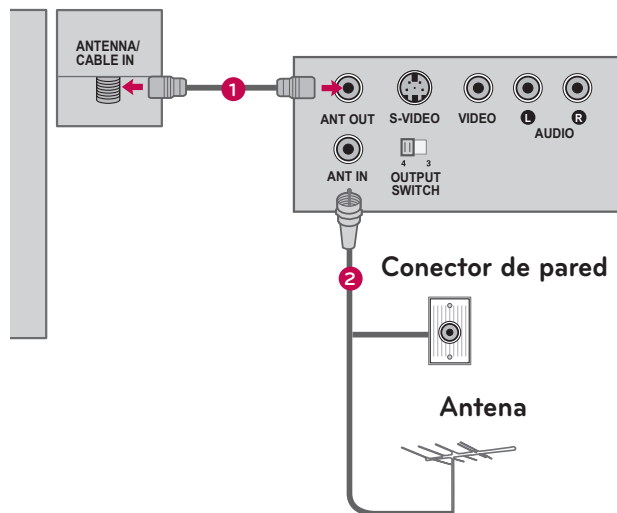 ANTENNA/
CABLE IN
1
ANT OUT
S-VIDEO
VIDEO
L
R
AUDIO
ANT IN
4
3
OUTPUT
SWITCH
2
Conector de pared
Antena